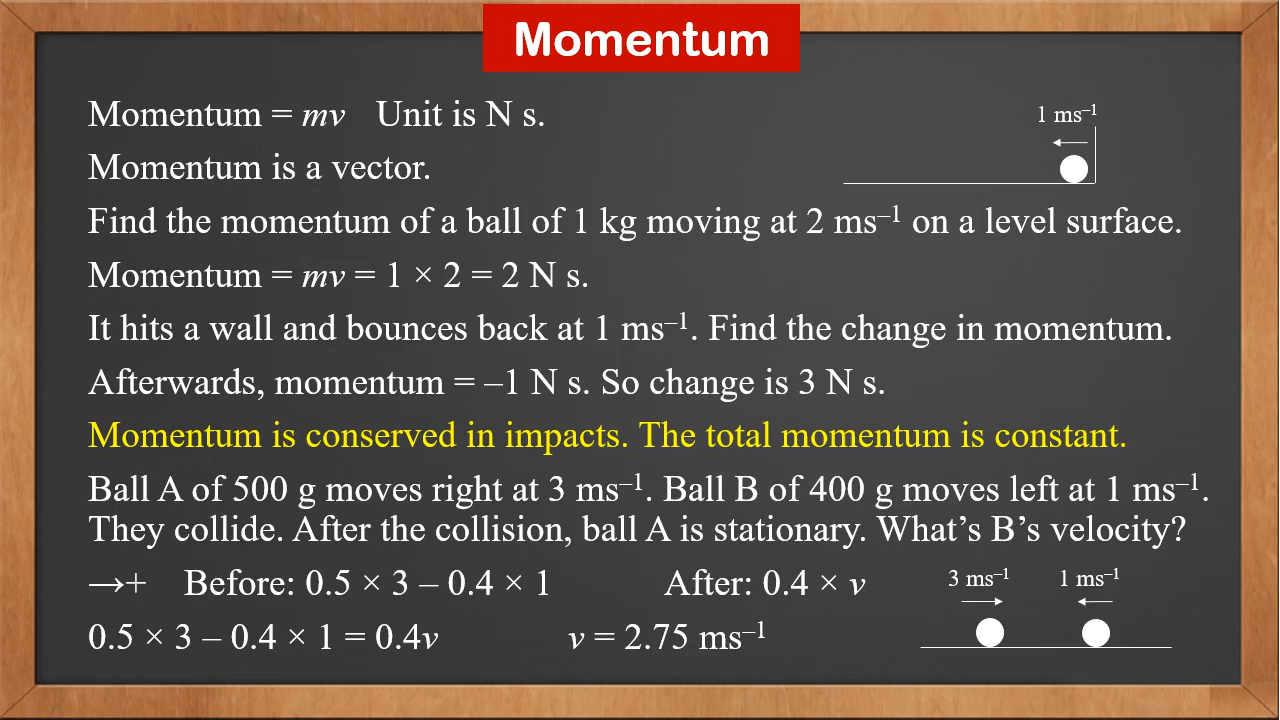 Momentum
Momentum = mv Unit is N s.
1 ms⁻¹
Momentum is a vector.
Find the momentum of a ball of 1 kg moving at 2 ms⁻¹ on a level surface.
Momentum = mv = 1 × 2 = 2 N s.
It hits a wall and bounces back at 1 ms⁻¹. Find the change in momentum.
Afterwards, momentum = –1 N s. So change is 3 N s.
Momentum is conserved in impacts. The total momentum is constant.
Ball A of 500 g moves right at 3 ms⁻¹. Ball B of 400 g moves left at 1 ms⁻¹.
They collide. After the collision, ball A is stationary. What’s B’s velocity?
→+ Before: 0.5 × 3 – 0.4 × 1 After: 0.4 × v
3 ms⁻¹ 1 ms⁻¹
0.5 × 3 – 0.4 × 1 = 0.4v v = 2.75 ms⁻¹